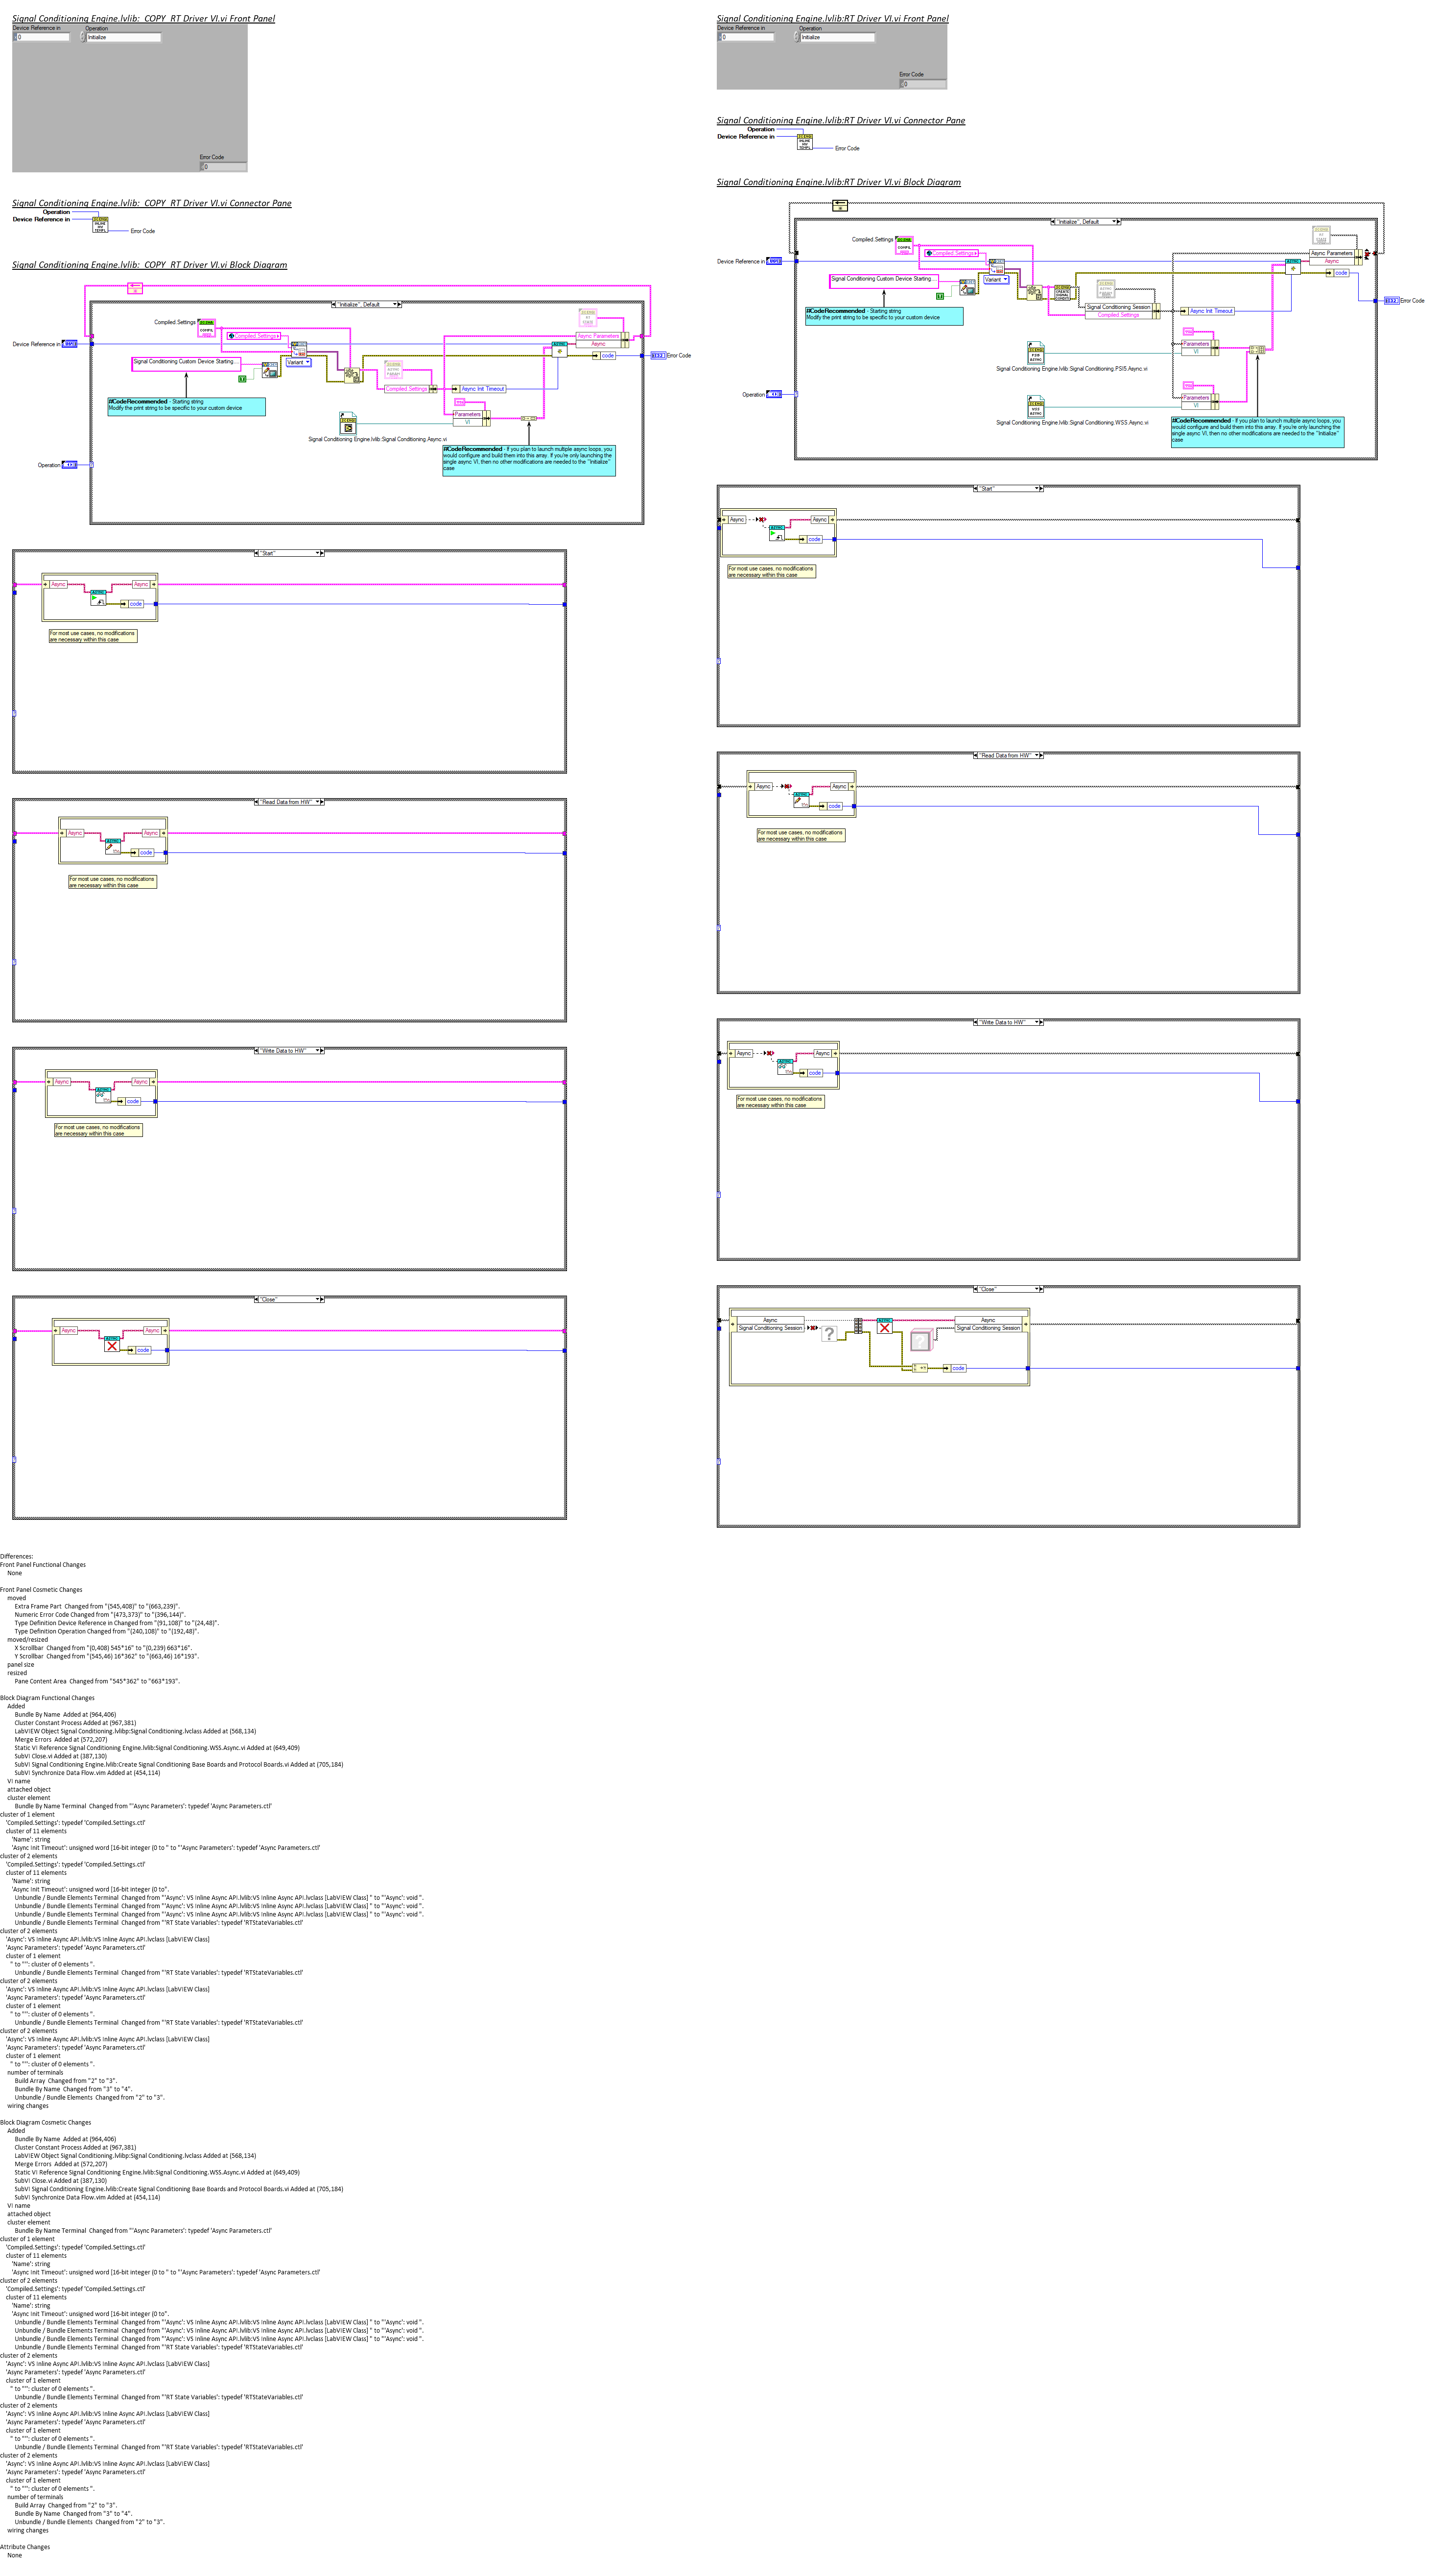 Signal Conditioning Engine.lvlib:_COPY_RT Driver VI.vi Front Panel
Device Reference in
Operation
0
Initialize
Error Code
0
Signal Conditioning Engine.lvlib:_COPY_RT Driver VI.vi Connector Pane
Operation
Device Reference in
Error Code
Signal Conditioning Engine.lvlib:_COPY_RT Driver VI.vi Block Diagram
"Initialize", Default
Compiled.Settings
Compiled.Settings
Device Reference in
Signal Conditioning Custom Device Starting...
Variant
#CodeRecommended - Starting string
Modify the print string to be specific to your custom device
Compiled.Settings
Async Init Timeout
Async Parameters
Async
code
Error Code
Parameters
VI
Signal Conditioning Engine.lvlib:Signal Conditioning.Async.vi
#CodeRecommended - If you plan to launch multiple async loops, you
would configure and build them into this array. If you're only launching the
single async VI, then no other modifications are needed to the "Initialize"
case
Operation
"Start"
Async
Async
code
For most use cases, no modifications
are necessary within this case
"Read Data from HW"
Async
Async
code
For most use cases, no modifications
are necessary within this case
"Write Data to HW"
Async
Async
code
For most use cases, no modifications
are necessary within this case
"Close"
Async
Async
code
Signal Conditioning Engine.lvlib:RT Driver VI.vi Front Panel
Device Reference in
Operation
0
Initialize
Error Code
0
Signal Conditioning Engine.lvlib:RT Driver VI.vi Connector Pane
Operation
Device Reference in
Error Code
Signal Conditioning Engine.lvlib:RT Driver VI.vi Block Diagram
"Initialize", Default
Compiled.Settings
Compiled.Settings
Device Reference in
Signal Conditioning Custom Device Starting...
Variant
#CodeRecommended - Starting string
Modify the print string to be specific to your custom device
Signal Conditioning Session
Compiled.Settings
Async Init Timeout
Async Parameters
Async
code
Error Code
Parameters
VI
Signal Conditioning Engine.lvlib:Signal Conditioning.PSI5.Async.vi
Operation
Parameters
VI
Signal Conditioning Engine.lvlib:Signal Conditioning.WSS.Async.vi
#CodeRecommended - If you plan to launch multiple async loops, you
would configure and build them into this array. If you're only launching the
single async VI, then no other modifications are needed to the "Initialize"
case
"Start"
Async
Async
code
For most use cases, no modifications
are necessary within this case
"Read Data from HW"
Async
Async
code
For most use cases, no modifications
are necessary within this case
"Write Data to HW"
Async
Async
code
For most use cases, no modifications
are necessary within this case
"Close"
Async
Signal Conditioning Session
Async
Signal Conditioning Session
code
Differences:
Front Panel Functional Changes
None
Front Panel Cosmetic Changes
moved
Extra Frame Part  Changed from "(545,408)" to "(663,239)".
Numeric Error Code Changed from "(473,373)" to "(396,144)".
Type Definition Device Reference in Changed from "(91,108)" to "(24,48)".
Type Definition Operation Changed from "(240,108)" to "(192,48)".
moved/resized
X Scrollbar  Changed from "(0,408) 545*16" to "(0,239) 663*16".
Y Scrollbar  Changed from "(545,46) 16*362" to "(663,46) 16*193".
panel size
resized
Pane Content Area  Changed from "545*362" to "663*193".
Block Diagram Functional Changes
Added
Bundle By Name  Added at (964,406)
Cluster Constant Process Added at (967,381)
LabVIEW Object Signal Conditioning.lvlibp:Signal Conditioning.lvclass Added at (568,134)
Merge Errors  Added at (572,207)
Static VI Reference Signal Conditioning Engine.lvlib:Signal Conditioning.WSS.Async.vi Added at (649,409)
SubVI Close.vi Added at (387,130)
SubVI Signal Conditioning Engine.lvlib:Create Signal Conditioning Base Boards and Protocol Boards.vi Added at (705,184)
SubVI Synchronize Data Flow.vim Added at (454,114)
VI name
attached object
cluster element
Bundle By Name Terminal  Changed from "'Async Parameters': typedef 'Async Parameters.ctl'
cluster of 1 element
'Compiled.Settings': typedef 'Compiled.Settings.ctl'
cluster of 11 elements
'Name': string
'Async Init Timeout': unsigned word [16-bit integer (0 to " to "'Async Parameters': typedef 'Async Parameters.ctl'
cluster of 2 elements
'Compiled.Settings': typedef 'Compiled.Settings.ctl'
cluster of 11 elements
'Name': string
'Async Init Timeout': unsigned word [16-bit integer (0 to".
Unbundle / Bundle Elements Terminal  Changed from "'Async': VS Inline Async API.lvlib:VS Inline Async API.lvclass [LabVIEW Class] " to "'Async': void ".
Unbundle / Bundle Elements Terminal  Changed from "'Async': VS Inline Async API.lvlib:VS Inline Async API.lvclass [LabVIEW Class] " to "'Async': void ".
Unbundle / Bundle Elements Terminal  Changed from "'Async': VS Inline Async API.lvlib:VS Inline Async API.lvclass [LabVIEW Class] " to "'Async': void ".
Unbundle / Bundle Elements Terminal  Changed from "'RT State Variables': typedef 'RTStateVariables.ctl'
cluster of 2 elements
'Async': VS Inline Async API.lvlib:VS Inline Async API.lvclass [LabVIEW Class]
'Async Parameters': typedef 'Async Parameters.ctl'
cluster of 1 element
" to "'': cluster of 0 elements ".
Unbundle / Bundle Elements Terminal  Changed from "'RT State Variables': typedef 'RTStateVariables.ctl'
cluster of 2 elements
'Async': VS Inline Async API.lvlib:VS Inline Async API.lvclass [LabVIEW Class]
'Async Parameters': typedef 'Async Parameters.ctl'
cluster of 1 element
" to "'': cluster of 0 elements ".
Unbundle / Bundle Elements Terminal  Changed from "'RT State Variables': typedef 'RTStateVariables.ctl'
cluster of 2 elements
'Async': VS Inline Async API.lvlib:VS Inline Async API.lvclass [LabVIEW Class]
'Async Parameters': typedef 'Async Parameters.ctl'
cluster of 1 element
" to "'': cluster of 0 elements ".
number of terminals
Build Array  Changed from "2" to "3".
Bundle By Name  Changed from "3" to "4".
Unbundle / Bundle Elements  Changed from "2" to "3".
wiring changes
Block Diagram Cosmetic Changes
Added
Bundle By Name  Added at (964,406)
Cluster Constant Process Added at (967,381)
LabVIEW Object Signal Conditioning.lvlibp:Signal Conditioning.lvclass Added at (568,134)
Merge Errors  Added at (572,207)
Static VI Reference Signal Conditioning Engine.lvlib:Signal Conditioning.WSS.Async.vi Added at (649,409)
SubVI Close.vi Added at (387,130)
SubVI Signal Conditioning Engine.lvlib:Create Signal Conditioning Base Boards and Protocol Boards.vi Added at (705,184)
SubVI Synchronize Data Flow.vim Added at (454,114)
VI name
attached object
cluster element
Bundle By Name Terminal  Changed from "'Async Parameters': typedef 'Async Parameters.ctl'
cluster of 1 element
'Compiled.Settings': typedef 'Compiled.Settings.ctl'
cluster of 11 elements
'Name': string
'Async Init Timeout': unsigned word [16-bit integer (0 to " to "'Async Parameters': typedef 'Async Parameters.ctl'
cluster of 2 elements
'Compiled.Settings': typedef 'Compiled.Settings.ctl'
cluster of 11 elements
'Name': string
'Async Init Timeout': unsigned word [16-bit integer (0 to".
Unbundle / Bundle Elements Terminal  Changed from "'Async': VS Inline Async API.lvlib:VS Inline Async API.lvclass [LabVIEW Class] " to "'Async': void ".
Unbundle / Bundle Elements Terminal  Changed from "'Async': VS Inline Async API.lvlib:VS Inline Async API.lvclass [LabVIEW Class] " to "'Async': void ".
Unbundle / Bundle Elements Terminal  Changed from "'Async': VS Inline Async API.lvlib:VS Inline Async API.lvclass [LabVIEW Class] " to "'Async': void ".
Unbundle / Bundle Elements Terminal  Changed from "'RT State Variables': typedef 'RTStateVariables.ctl'
cluster of 2 elements
'Async': VS Inline Async API.lvlib:VS Inline Async API.lvclass [LabVIEW Class]
'Async Parameters': typedef 'Async Parameters.ctl'
cluster of 1 element
" to "'': cluster of 0 elements ".
Unbundle / Bundle Elements Terminal  Changed from "'RT State Variables': typedef 'RTStateVariables.ctl'
cluster of 2 elements
'Async': VS Inline Async API.lvlib:VS Inline Async API.lvclass [LabVIEW Class]
'Async Parameters': typedef 'Async Parameters.ctl'
cluster of 1 element
" to "'': cluster of 0 elements ".
Unbundle / Bundle Elements Terminal  Changed from "'RT State Variables': typedef 'RTStateVariables.ctl'
cluster of 2 elements
'Async': VS Inline Async API.lvlib:VS Inline Async API.lvclass [LabVIEW Class]
'Async Parameters': typedef 'Async Parameters.ctl'
cluster of 1 element
" to "'': cluster of 0 elements ".
number of terminals
Build Array  Changed from "2" to "3".
Bundle By Name  Changed from "3" to "4".
Unbundle / Bundle Elements  Changed from "2" to "3".
wiring changes
Attribute Changes
None